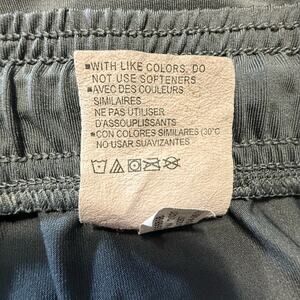 ■WITH LIKE COLORS, DO
NOT USE SOFTENERS
■AVEC DES COULEURS
SIMILAIRES
NE PAS UTILISER
D'ASSOUPLISSANTS
■CON COLORES SIMILARES (30°C
NO USAR SUAVIZANTES